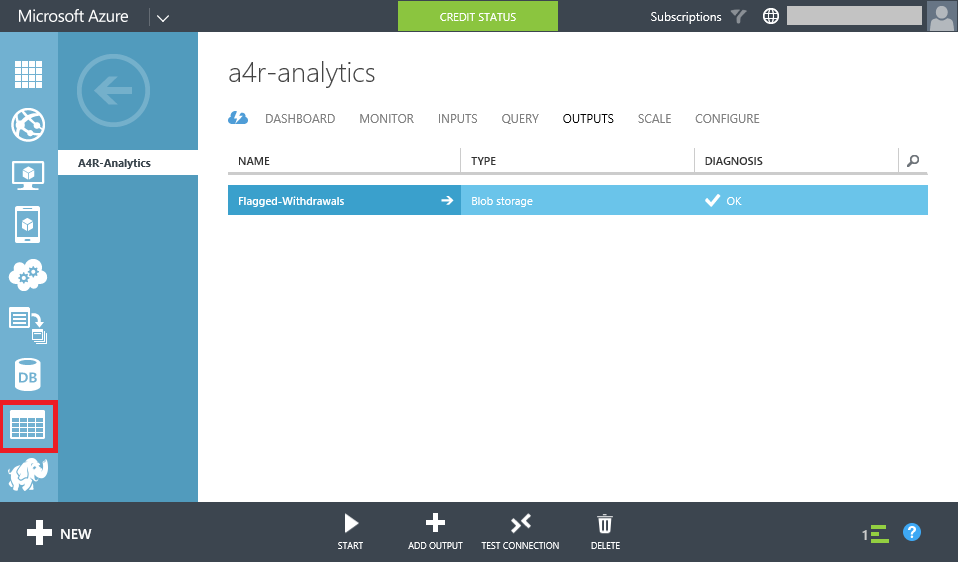 Microsoft Azure CREDIT STATUS Subscriptions
a4r-analytics
DASHBOARD MONITOR INPUTS QUERY OUTPUTS SCALE CONFIGURE
A4R-Analytics
NAME TYPE DIAGNOSIS
Flagged-Withdrawals Blob storage OK
DB
NEW START ADD OUTPUT TEST CONNECTION DELETE 1 ?